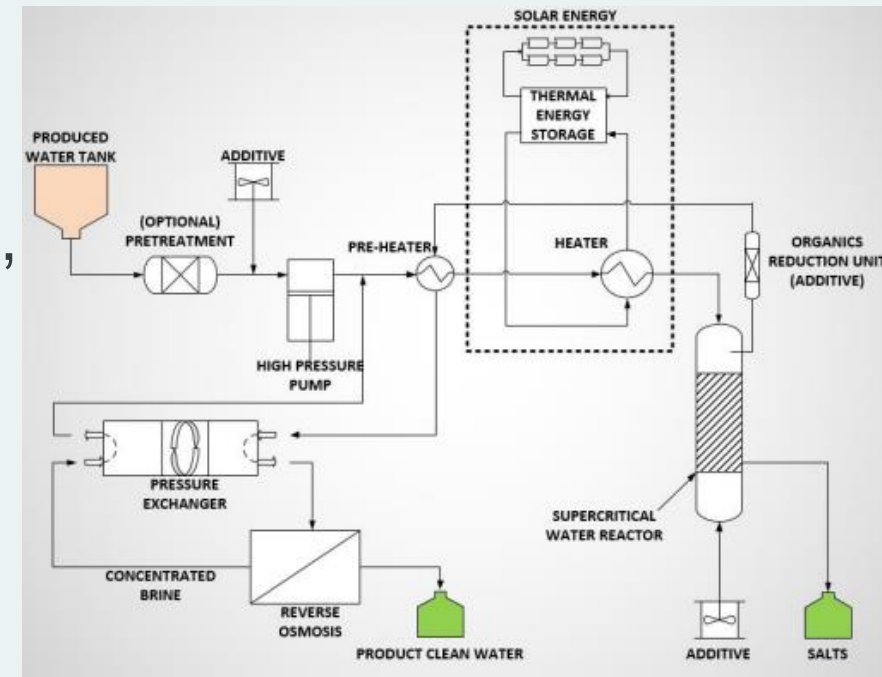 SOLAR ENERGY
THERMAL
ENERGY
STORAGE
PRODUCED
WATER TANK
ADDITIVE
(OPTIONAL)
PRETREATMENT
,
PRE-HEATER
HEATER
ORGANICS
REDUCTION UNIT
(ADDITIVE)
HIGH PRESSURE
PUMP
PRESSURE
EXCHANGER
SUPERCRITICAL
WATER REACTOR
CONCENTRATED
BRINE
REVERSE
OSMOSIS
PRODUCT CLEAN WATER
ADDITIVE
SALTS